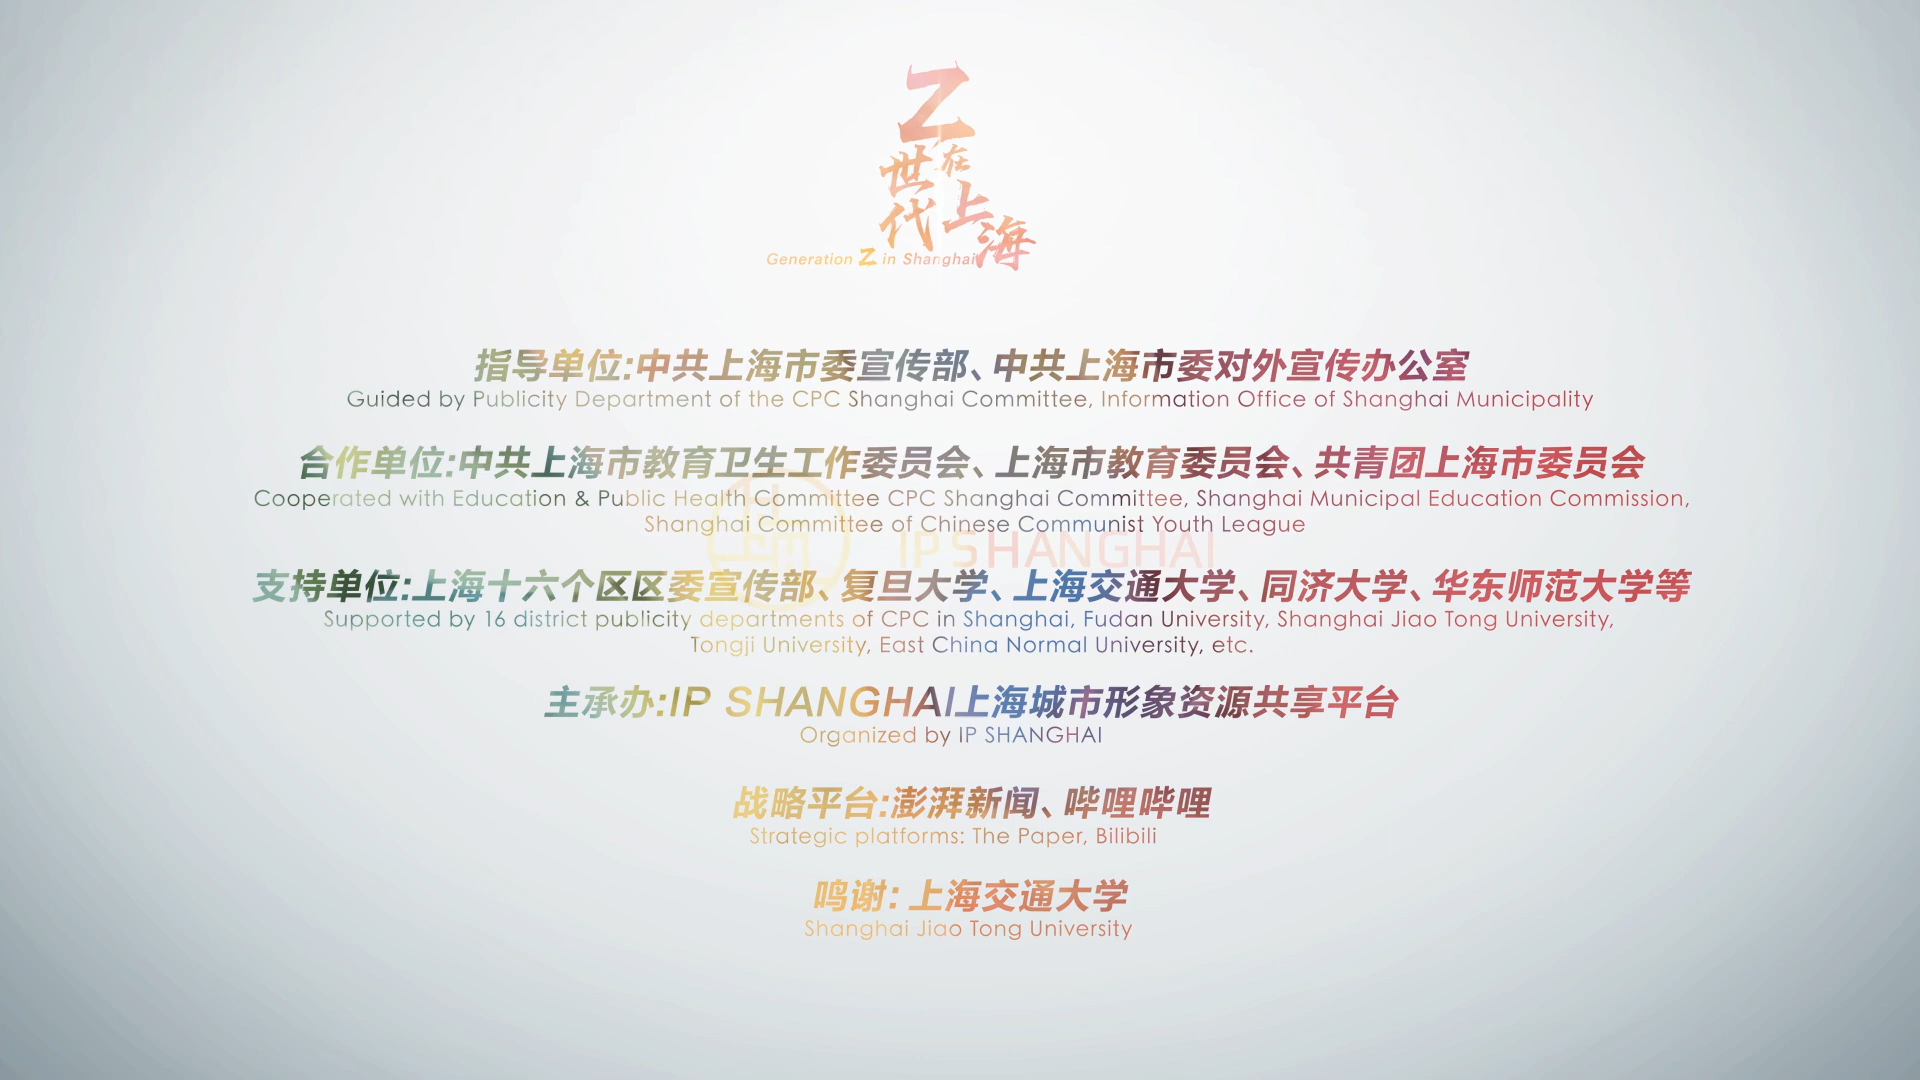 Z
世代
在上海
Generation Z in Shanghai
指导单位:中共上海市委宣传部、中共上海市委对外宣传办公室
Guided by Publicity Department of the CPC Shanghai Committee, Information Office of Shanghai Municipality
合作单位:中共上海市教育卫生工作委员会、上海市教育委员会、共青团上海市委员会
Cooperated with Education & Public Health Committee CPC Shanghai Committee, Shanghai Municipal Education Commission,
Shanghai Committee of Chinese Communist Youth League
IP SHANGHAI
支持单位:上海十六个区区委宣传部、复旦大学、上海交通大学、同济大学、华东师范大学等
Supported by 16 district publicity departments of CPC in Shanghai, Fudan University, Shanghai Jiao Tong University,
Tongji University, East China Normal University, etc.
主承办:IP SHANGHAI上海城市形象资源共享平台
Organized by IP SHANGHAI
战略平台:澎湃新闻、哔哩哔哩
Strategic platforms: The Paper, Bilibili
鸣谢: 上海交通大学
Shanghai Jiao Tong University